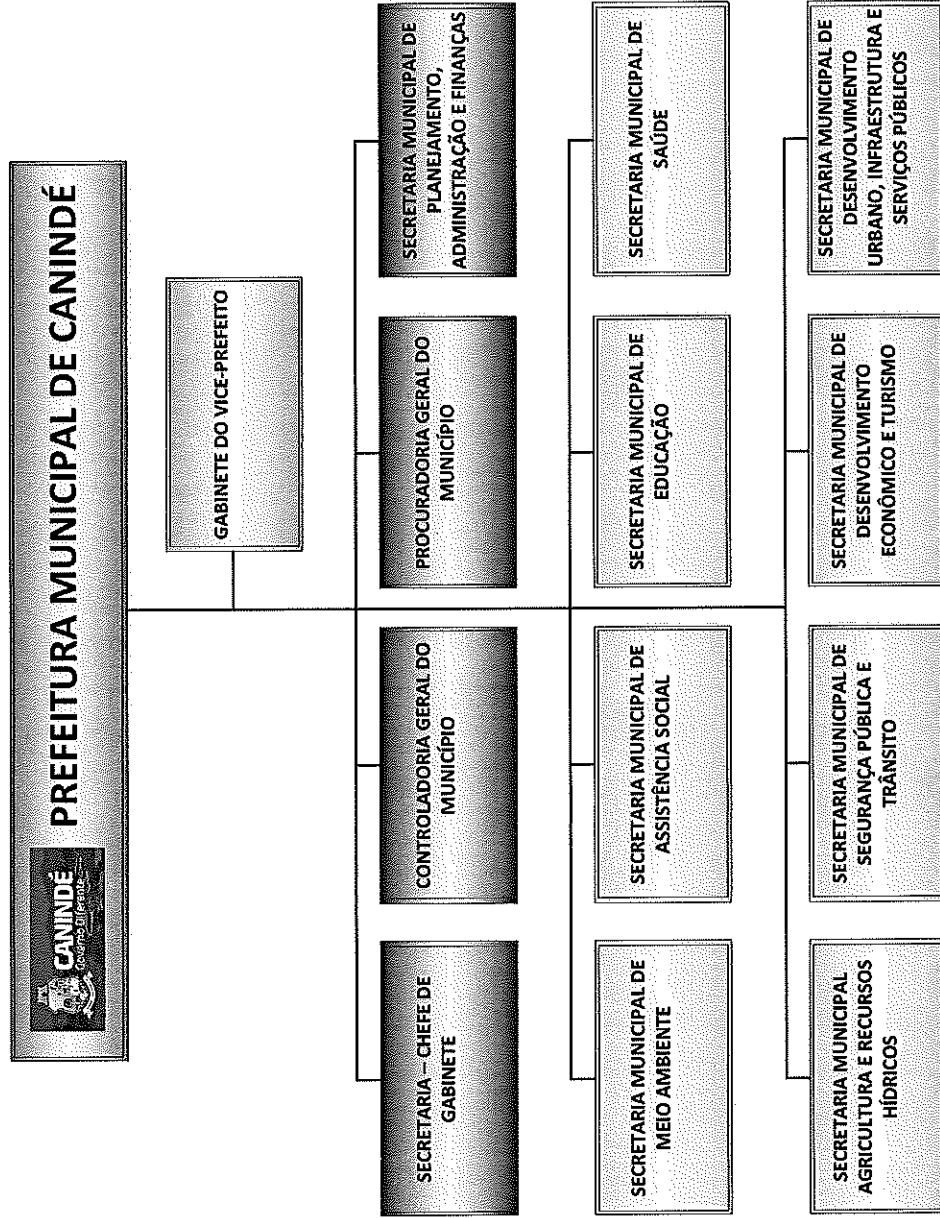 CANINDÉ
Governo Diferente
PREFEITURA MUNICIPAL DE CANINDÉ
GABINETE DO VICE-PREFEITO
SECRETARIA – CHEFE DE
GABINETE
CONTROLADORIA GERAL DO
MUNICÍPIO
PROCURADORIA GERAL DO
MUNICÍPIO
SECRETARIA MUNICIPAL DE
PLANEJAMENTO,
ADMINISTRAÇÃO E FINANÇAS
SECRETARIA MUNICIPAL DE
MEIO AMBIENTE
SECRETARIA MUNICIPAL DE
ASSISTÊNCIA SOCIAL
SECRETARIA MUNICIPAL DE
EDUCAÇÃO
SECRETARIA MUNICIPAL DE
SAÚDE
SECRETARIA MUNICIPAL
AGRICULTURA E RECURSOS
HÍDRICOS
SECRETARIA MUNICIPAL DE
SEGURANÇA PÚBLICA E
TRÂNSITO
SECRETARIA MUNICIPAL DE
DESENVOLVIMENTO
ECONÔMICO E TURISMO
SECRETARIA MUNICIPAL DE
DESENVOLVIMENTO
URBANO, INFRAESTRUTURA E
SERVIÇOS PÚBLICOS